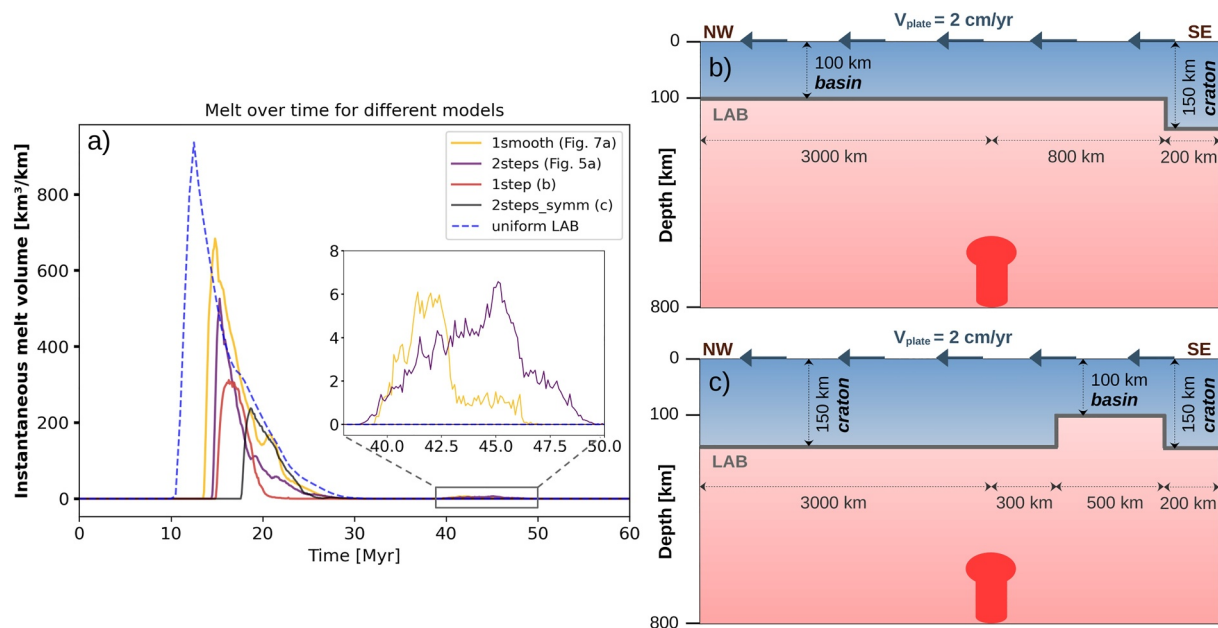 Melt over time for different models
a)
Instantaneous melt volume [km³/km]
800
600
400
200
0
0 10 20 30 40 50 60
Time [Myr]
1smooth (Fig. 7a)
2steps (Fig. 5a)
1step (b)
2steps_symm (c)
uniform LAB
8
6
4
2
0
40.0 42.5 45.0 47.5 50.0
V_plate = 2 cm/yr
NW SE
0
b)
100 km
basin
150 km
craton
100
LAB
3000 km 800 km 200 km
Depth [km]
800
V_plate = 2 cm/yr
NW SE
0
c)
150 km
craton
100 km
basin
150 km
craton
100
LAB
3000 km 300 km 500 km 200 km
Depth [km]
800